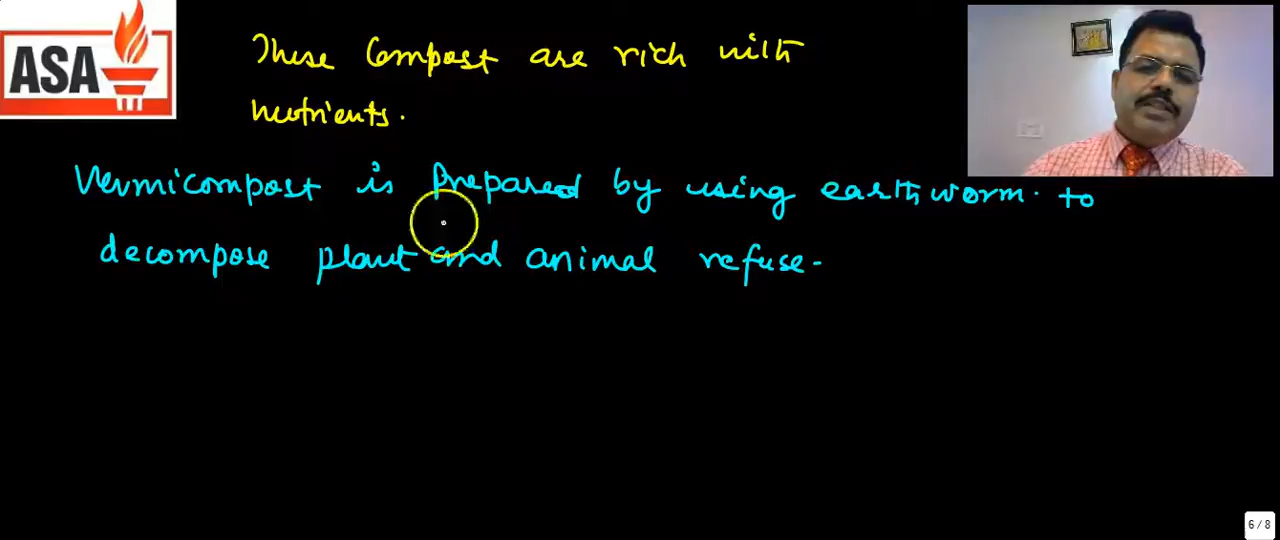 ASA
These Compost are rich with
nutrients.
Vermicompost is prepared by using earthworm. to
decompose plant and animal refuse.
6/8